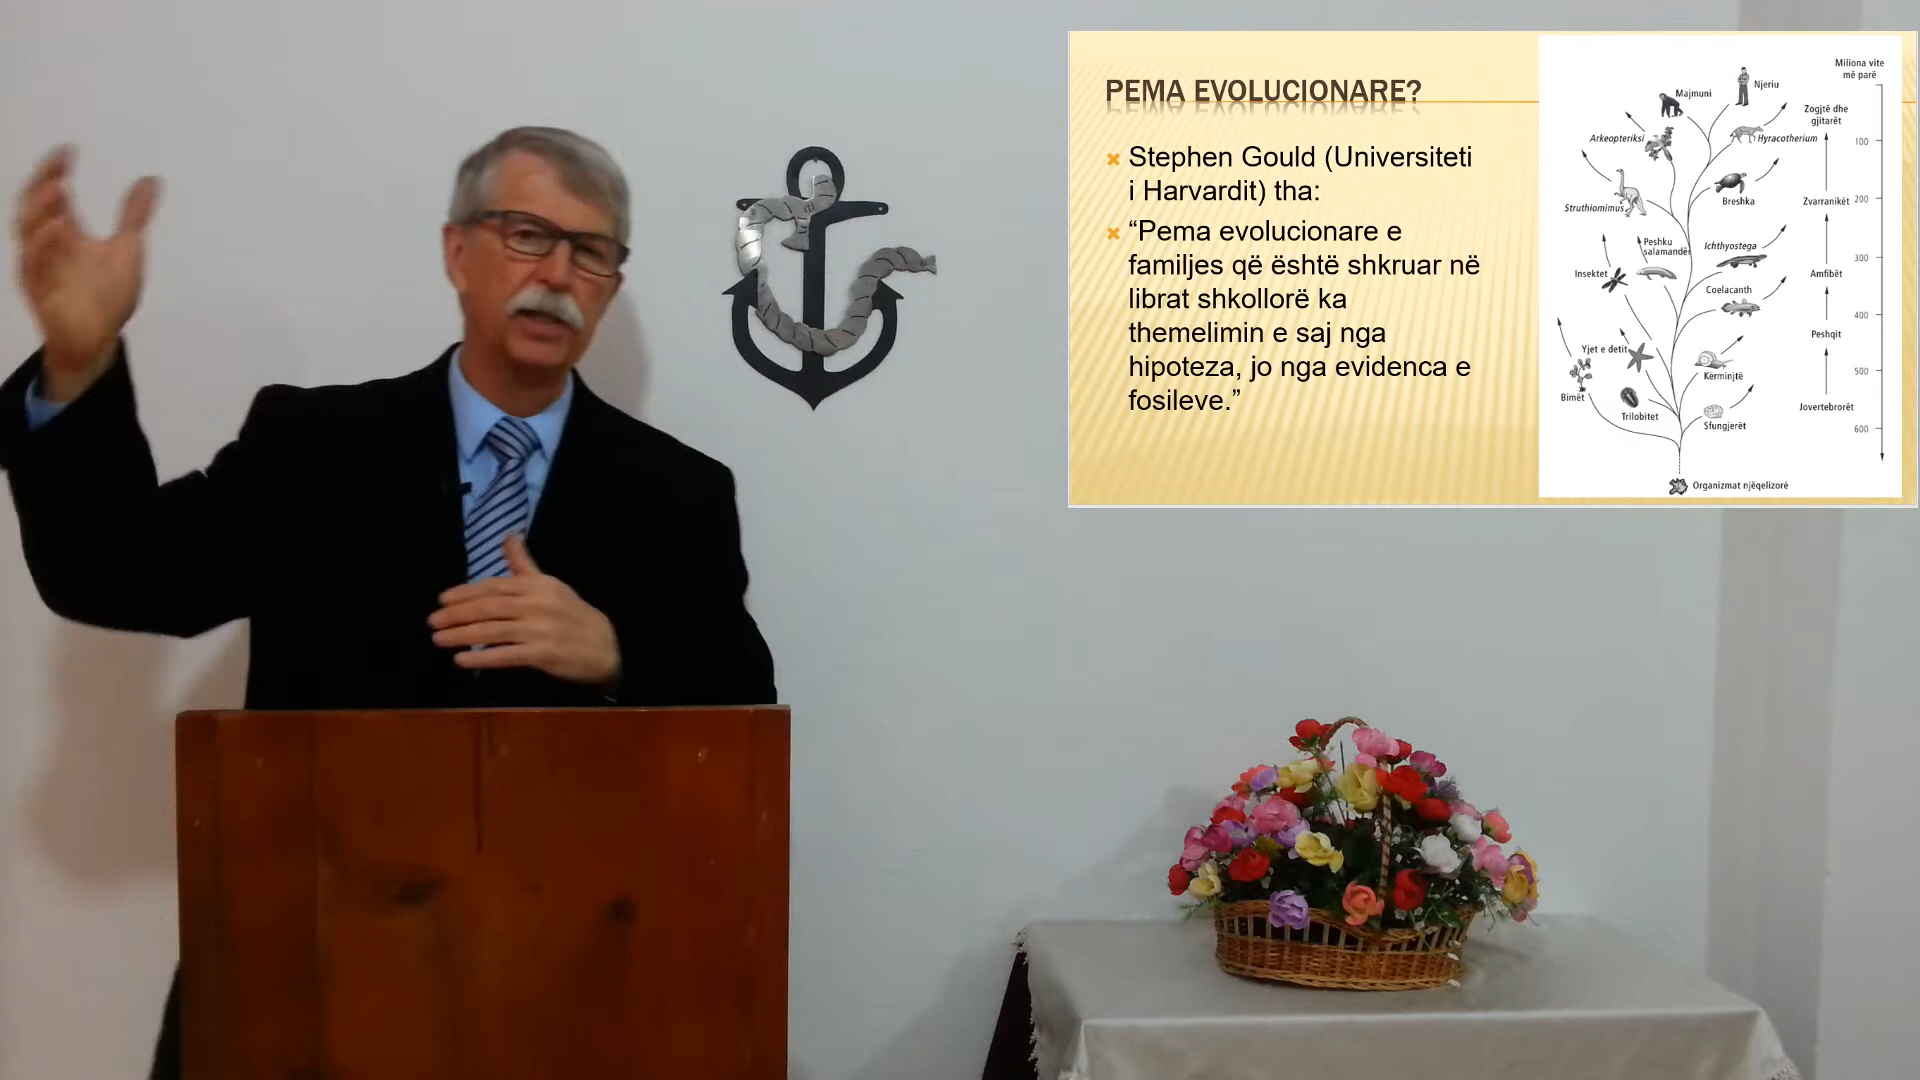 PEMA EVOLUCIONARE?
Stephen Gould (Universiteti
i Harvardit) tha:
“Pema evolucionare e
familjes që është shkruar në
librat shkollorë ka
themelimin e saj nga
hipoteza, jo nga evidenca e
fosileve.”
Miliona vite
më parë
Njeriu
Majmuni
Zogjtë dhe
gjitarët
Arkeopteriksi
Hyracotherium
100
Breshka
Zvarranikët
200
Struthiomimus
Peshku
salamandër
Ichthyostega
300
Insektet
Amfibët
Coelacanth
400
Peshqit
Yjet e detit
Kërminjtë
500
Bimët
Trilobitet
Jovertebrorët
Sfungjerët
600
Organizmat njëqelizorë